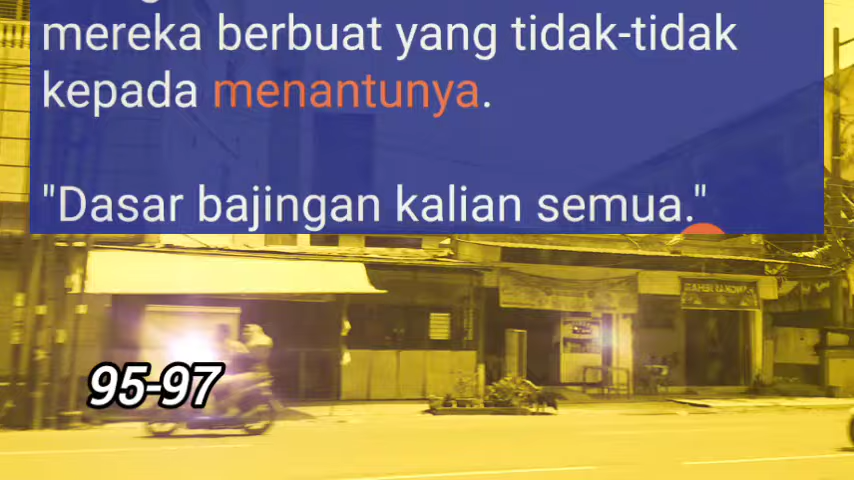 mereka berbuat yang tidak-tidak
kepada menantunya.
"Dasar bajingan kalian semua."
95-97